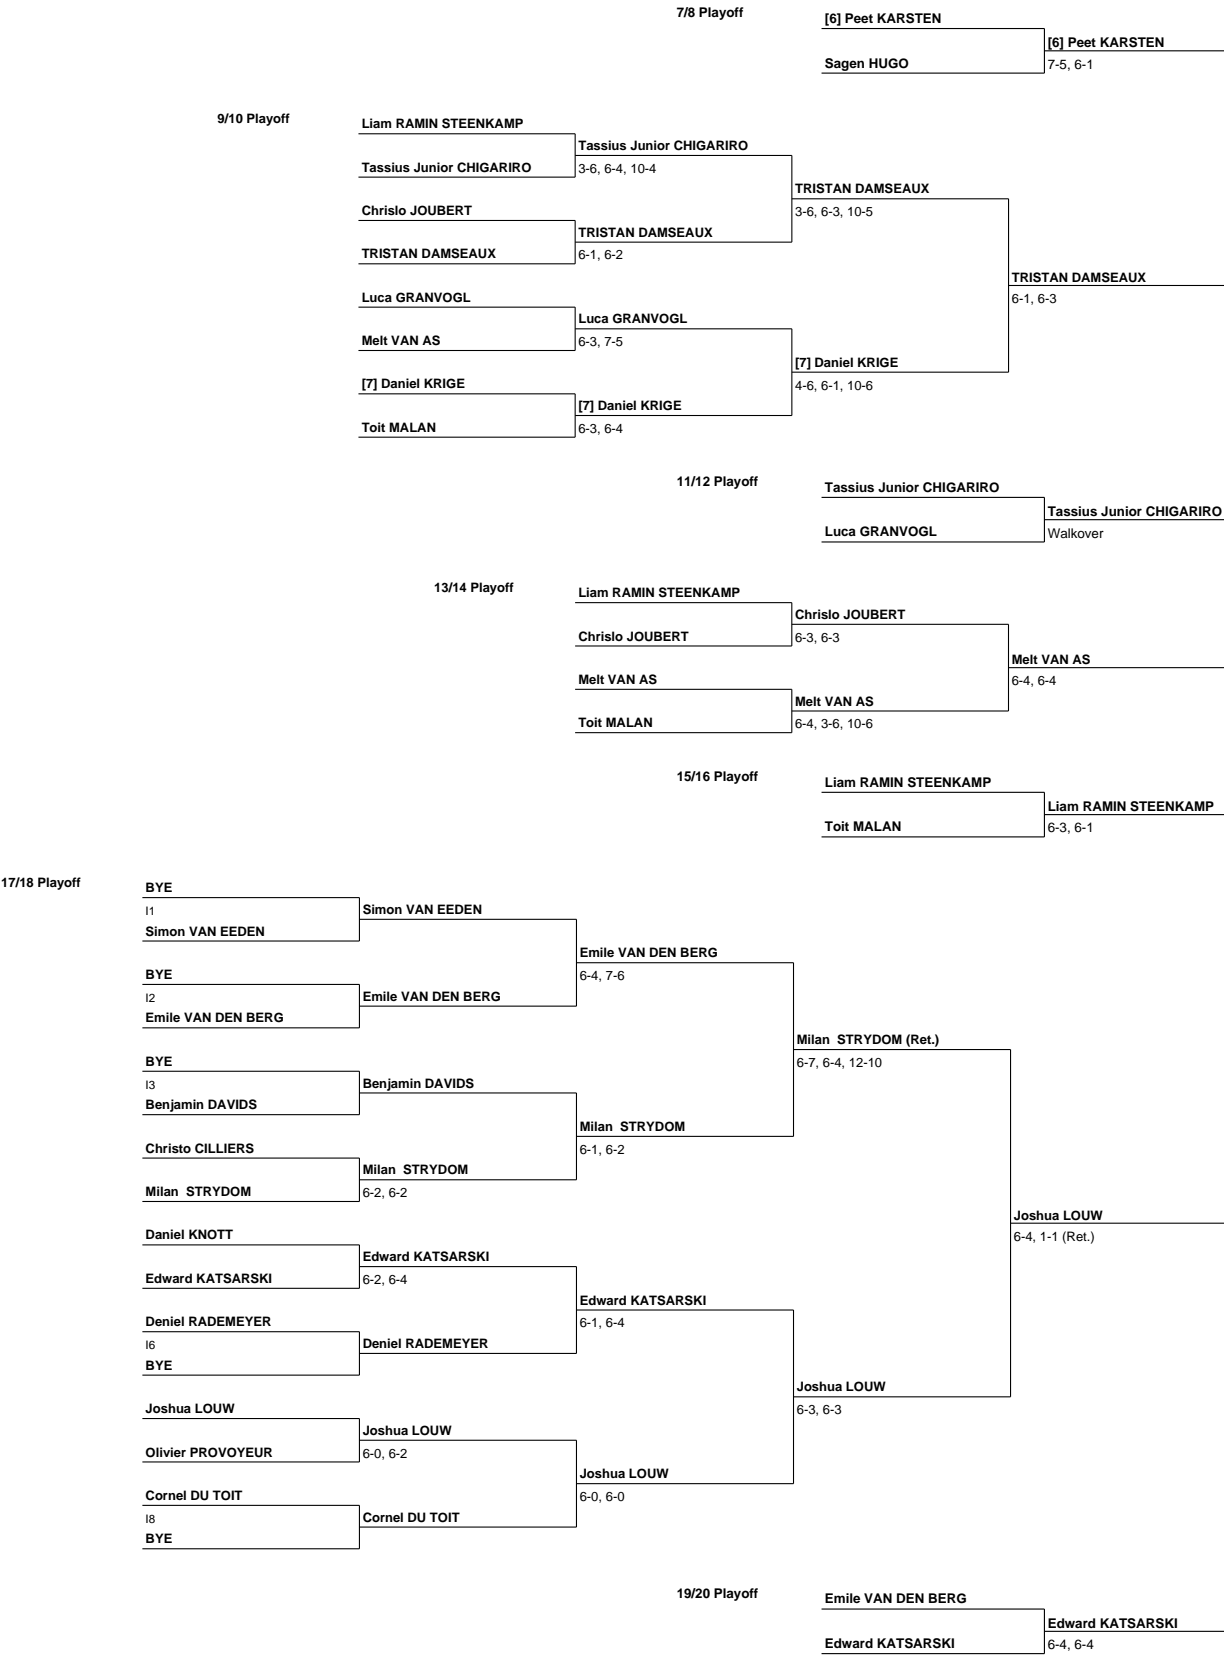 7/8 Playoff
[6] Peet KARSTEN
[6] Peet KARSTEN
Sagen HUGO
7-5, 6-1
9/10 Playoff
Liam RAMIN STEENKAMP
Tassius Junior CHIGARIRO
Tassius Junior CHIGARIRO
3-6, 6-4, 10-4
TRISTAN DAMSEAUX
Chrislo JOUBERT
3-6, 6-3, 10-5
TRISTAN DAMSEAUX
TRISTAN DAMSEAUX
6-1, 6-2
TRISTAN DAMSEAUX
Luca GRANVOGL
6-1, 6-3
Luca GRANVOGL
Melt VAN AS
6-3, 7-5
[7] Daniel KRIGE
[7] Daniel KRIGE
4-6, 6-1, 10-6
[7] Daniel KRIGE
Toit MALAN
6-3, 6-4
11/12 Playoff
Tassius Junior CHIGARIRO
Tassius Junior CHIGARIRO
Luca GRANVOGL
Walkover
13/14 Playoff
Liam RAMIN STEENKAMP
Chrislo JOUBERT
Chrislo JOUBERT
6-3, 6-3
Melt VAN AS
Melt VAN AS
6-4, 6-4
Melt VAN AS
Toit MALAN
6-4, 3-6, 10-6
15/16 Playoff
Liam RAMIN STEENKAMP
Liam RAMIN STEENKAMP
Toit MALAN
6-3, 6-1
17/18 Playoff
BYE
I1
Simon VAN EEDEN
Simon VAN EEDEN
Emile VAN DEN BERG
BYE
6-4, 7-6
I2
Emile VAN DEN BERG
Emile VAN DEN BERG
Milan  STRYDOM (Ret.)
BYE
6-7, 6-4, 12-10
I3
Benjamin DAVIDS
Benjamin DAVIDS
Milan  STRYDOM
Christo CILLIERS
6-1, 6-2
Milan  STRYDOM
Milan  STRYDOM
6-2, 6-2
Joshua LOUW
Daniel KNOTT
6-4, 1-1 (Ret.)
Edward KATSARSKI
Edward KATSARSKI
6-2, 6-4
Edward KATSARSKI
Deniel RADEMEYER
6-1, 6-4
I6
Deniel RADEMEYER
BYE
Joshua LOUW
Joshua LOUW
6-3, 6-3
Joshua LOUW
Olivier PROVOYEUR
6-0, 6-2
Joshua LOUW
Cornel DU TOIT
6-0, 6-0
I8
Cornel DU TOIT
BYE
19/20 Playoff
Emile VAN DEN BERG
Edward KATSARSKI
Edward KATSARSKI
6-4, 6-4